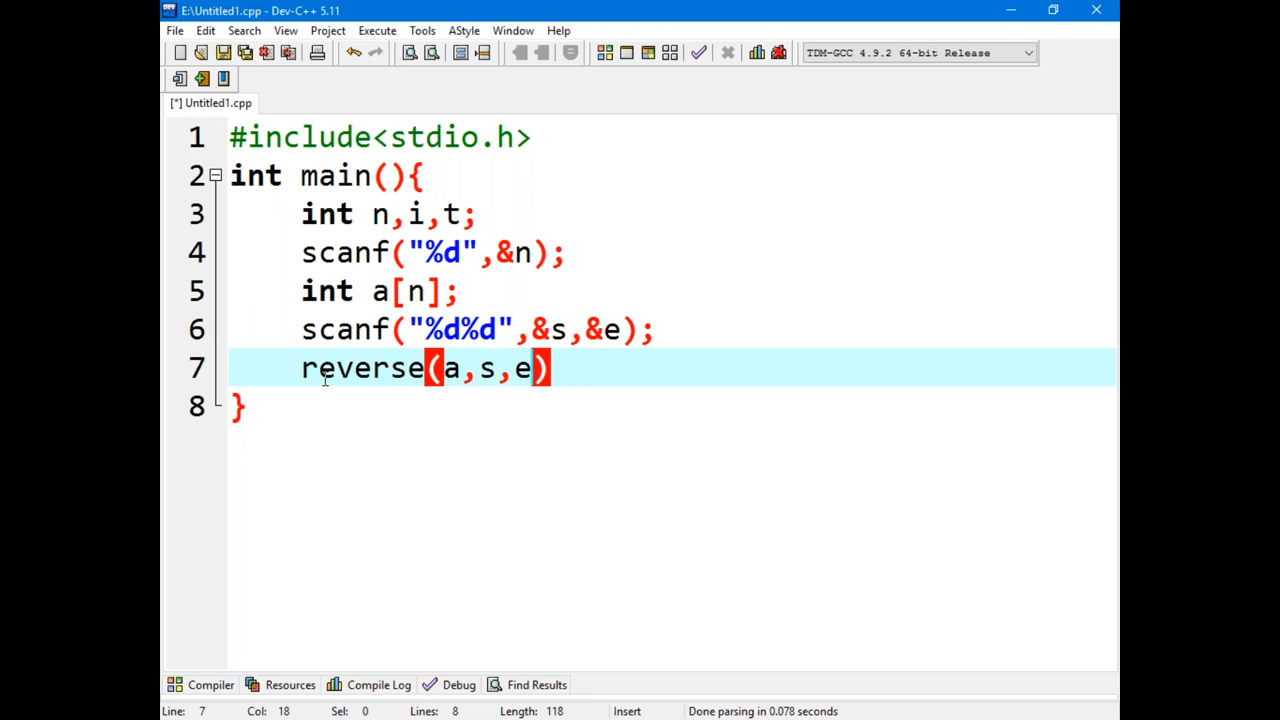 E:\Untitled1.cpp - Dev-C++ 5.11
File Edit Search View Project Execute Tools AStyle Window Help
TDM-GCC 4.9.2 64-bit Release
[*] Untitled1.cpp
1 #include<stdio.h>
2 int main(){
3 int n,i,t;
4 scanf("%d",&n);
5 int a[n];
6 scanf("%d%d",&s,&e);
7 reverse(a,s,e)
8 }
Compiler Resources Compile Log Debug Find Results
Line: 7 Col: 18 Sel: 0 Lines: 8 Length: 118 Insert Done parsing in 0.078 seconds